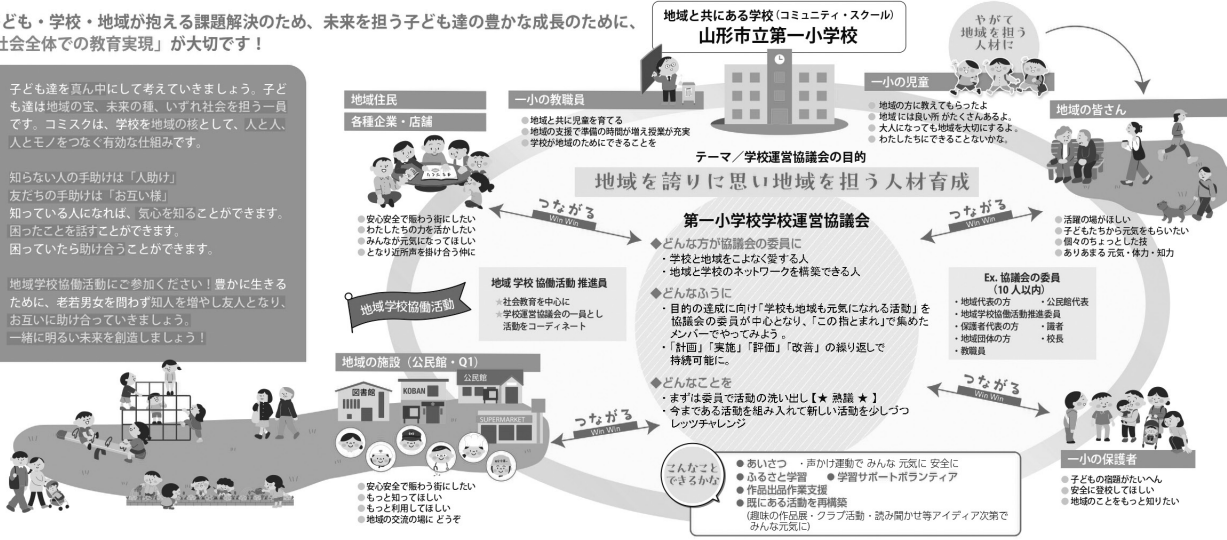 ども・学校・地域が抱える課題解決のため、未来を担う子ども達の豊かな成長のために、
社会全体での教育実現」が大切です！
子ども達を真ん中にして考えていきましょう。子ど
も達は地域の宝、未来の種、いずれ社会を担う一員
です。コミスクは、学校を地域の核として、人と人、
人とモノをつなぐ有効な仕組みです。
知らない人の手助けは「人助け」
友だちの手助けは「お互い様」
知っている人になれば、気心を知ることができます。
困ったことを話すことができます。
困っていたら助け合うことができます。
地域学校協働活動にご参加ください！豊かに生きる
ために、老若男女を問わず知人を増やし友人となり、
お互いに助け合っていきましょう。
一緒に明るい未来を創造しましょう！
地域と共にある学校（コミュニティ・スクール）
山形市立第一小学校
やがて
地域を担う
人材に
地域住民
各種企業・店舗
安心安全で賑わう街にしたい
わたしたちの力を活かしたい
みんなが元気になってほしい
となり近所声を掛け合う仲に
一小の教職員
地域と共に児童を育てる
地域の支援で準備の時間が増え授業が充実
学校が地域のためにできることを
一小の児童
地域の方に教えてもらったよ
地域には良い所がたくさんあるよ。
大人になっても地域を大切にするよ。
わたしたちにできることないかな。
地域の皆さん
活躍の場がほしい
子どもたちから元気をもらいたい
個々のちょっとした技
ありあまる元気・体力・知力
テーマ／学校運営協議会の目的
地域を誇りに思い地域を担う人材育成
つながる
Win Win
つながる
Win Win
第一小学校学校運営協議会
◆どんな方が協議会の委員に
・学校と地域をこよなく愛する人
・地域と学校のネットワークを構築できる人
◆どんなふうに
・目的の達成に向け「学校も地域も元気になれる活動」を
協議会の委員が中心となり、「この指とまれ」で集めた
メンバーでやってみよう。
・「計画」「実施」「評価」「改善」の繰り返しで
持続可能に。
◆どんなことを
・まずは委員で活動の洗い出し【★ 熟議 ★】
・今まである活動を組み入れて新しい活動を少しづつ
レッツチャレンジ
地域学校協働活動
地域 学校 協働活動 推進員
☆社会教育を中心に
☆学校運営協議会の一員とし
活動をコーディネート
Ex. 協議会の委員
（10 人以内）
・地域代表の方 ・公民館代表
・地域学校協働活動推進委員
・保護者代表の方 ・識者
・地域団体の方 ・校長
・教職員
地域の施設（公民館・Q1）
図書館
KOBAN
公民館
SUPERMARKET
安心安全で賑わう街にしたい
もっと知ってほしい
もっと利用してほしい
地域の交流の場に どうぞ
つながる
Win Win
つながる
Win Win
一小の保護者
子どもの宿題がたいへん
安全に登校してほしい
地域のことをもっと知りたい
こんなこと
できるかな
● あいさつ ・声かけ運動で みんな 元気に 安全に
● ふるさと学習 ● 学習サポートボランティア
● 作品出品作業支援
● 既にある活動を再構築
（趣味の作品展・クラブ活動・読み聞かせ等アイディア次第で
みんな元気に）